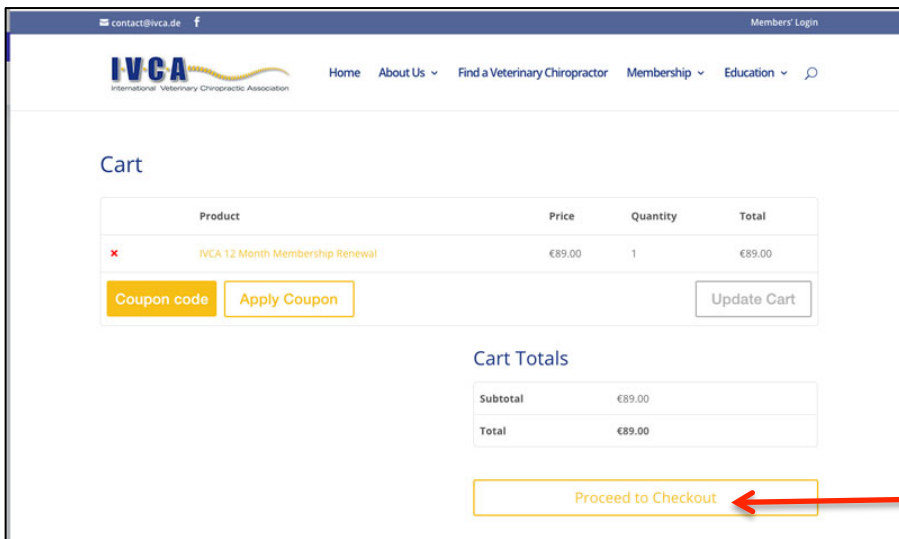 contact@ivca.de f Members' Login
I·V·C·A
International Veterinary Chiropractic Association
Home About Us Find a Veterinary Chiropractor Membership Education
Cart
Product Price Quantity Total
× IVCA 12 Month Membership Renewal €89.00 1 €89.00
Coupon code Apply Coupon Update Cart
Cart Totals
Subtotal €89.00
Total €89.00
Proceed to Checkout